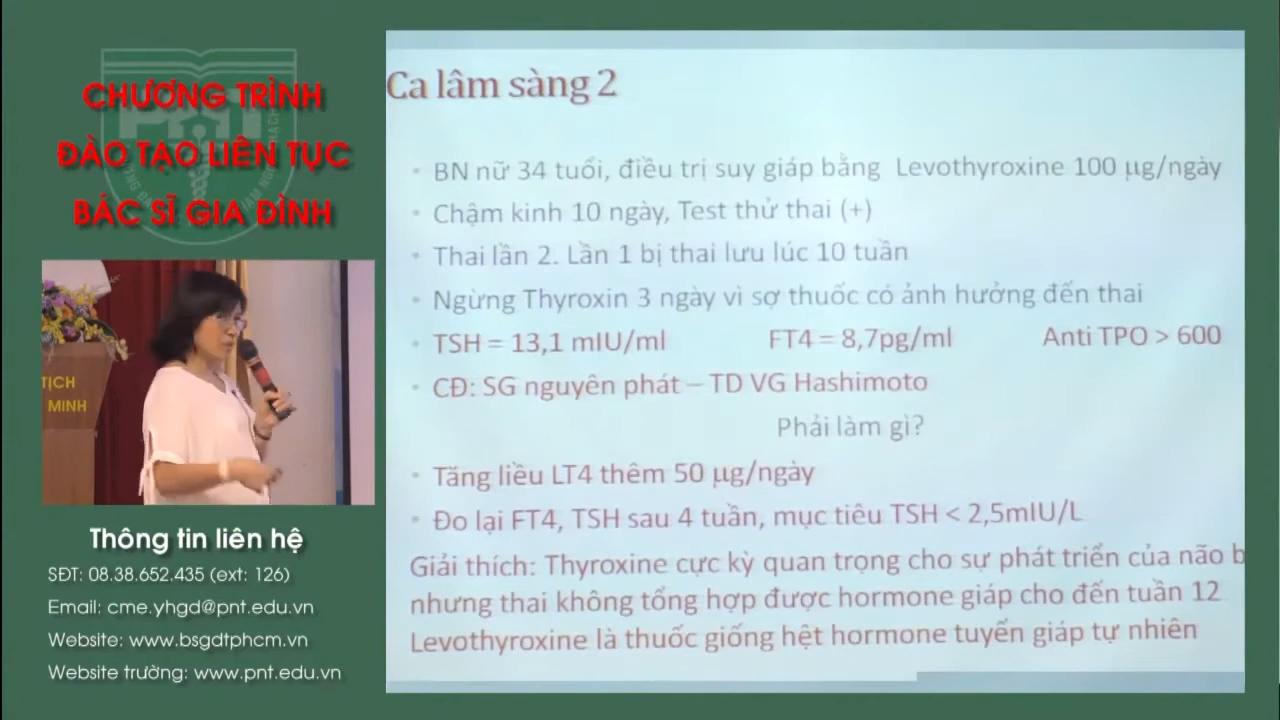 CHƯƠNG TRÌNH
ĐÀO TẠO LIÊN TỤC
BÁC SĨ GIA ĐÌNH
TỊCH
MINH
Thông tin liên hệ
SĐT: 08.38.652.435 (ext: 126)
Email: cme.yhgd@pnt.edu.vn
Website: www.bsgdtphcm.vn
Website trường: www.pnt.edu.vn
Ca lâm sàng 2
• BN nữ 34 tuổi, điều trị suy giáp bằng Levothyroxine 100 µg/ngày
• Chậm kinh 10 ngày, Test thử thai (+)
• Thai lần 2. Lần 1 bị thai lưu lúc 10 tuần
• Ngừng Thyroxin 3 ngày vì sợ thuốc có ảnh hưởng đến thai
• TSH = 13,1 mIU/ml FT4 = 8,7pg/ml Anti TPO > 600
• CĐ: SG nguyên phát – TD VG Hashimoto
Phải làm gì?
• Tăng liều LT4 thêm 50 µg/ngày
• Đo lại FT4, TSH sau 4 tuần, mục tiêu TSH < 2,5mIU/L
Giải thích: Thyroxine cực kỳ quan trọng cho sự phát triển của não b
nhưng thai không tổng hợp được hormone giáp cho đến tuần 12
Levothyroxine là thuốc giống hệt hormone tuyến giáp tự nhiên